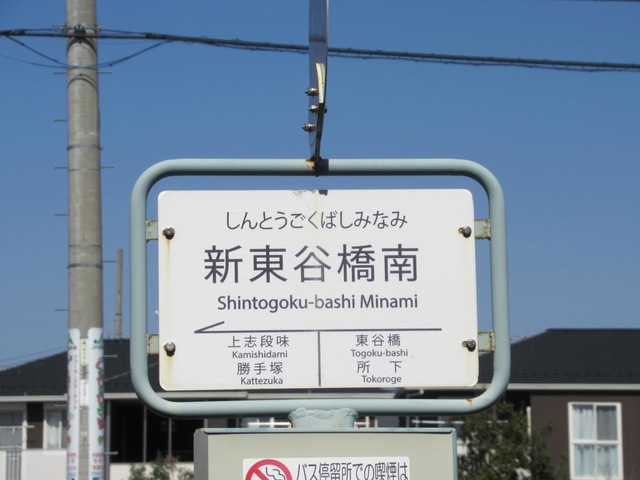 しんとうごくばしみなみ
新東谷橋南
Shintogoku-bashi Minami
上志段味
Kamishidami
勝手塚
Kattezuka
東谷橋
Togoku-bashi
所下
Tokoroge
バス停留所での喫煙は